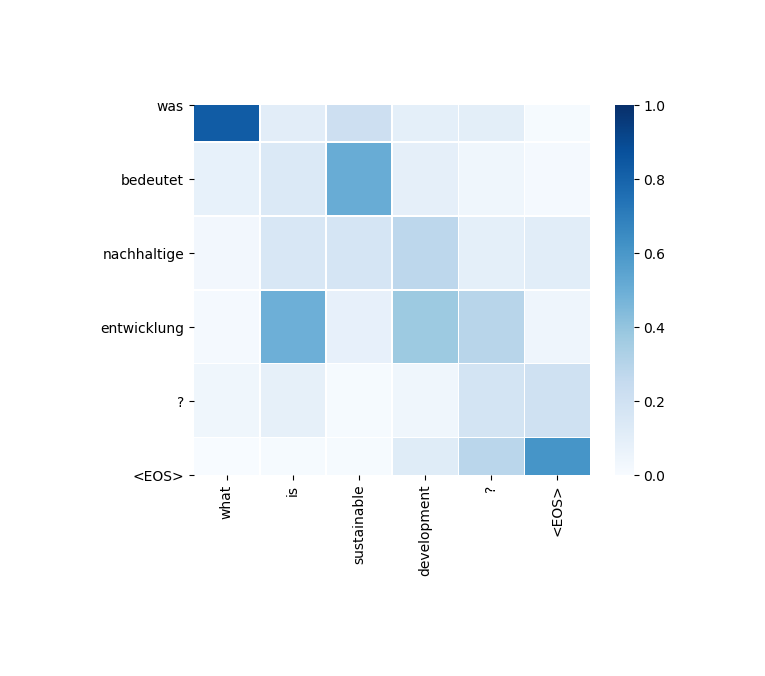 was
bedeutet
nachhaltige
entwicklung
?
<EOS>
what
is
sustainable
development
?
<EOS>
1.0
0.8
0.6
0.4
0.2
0.0